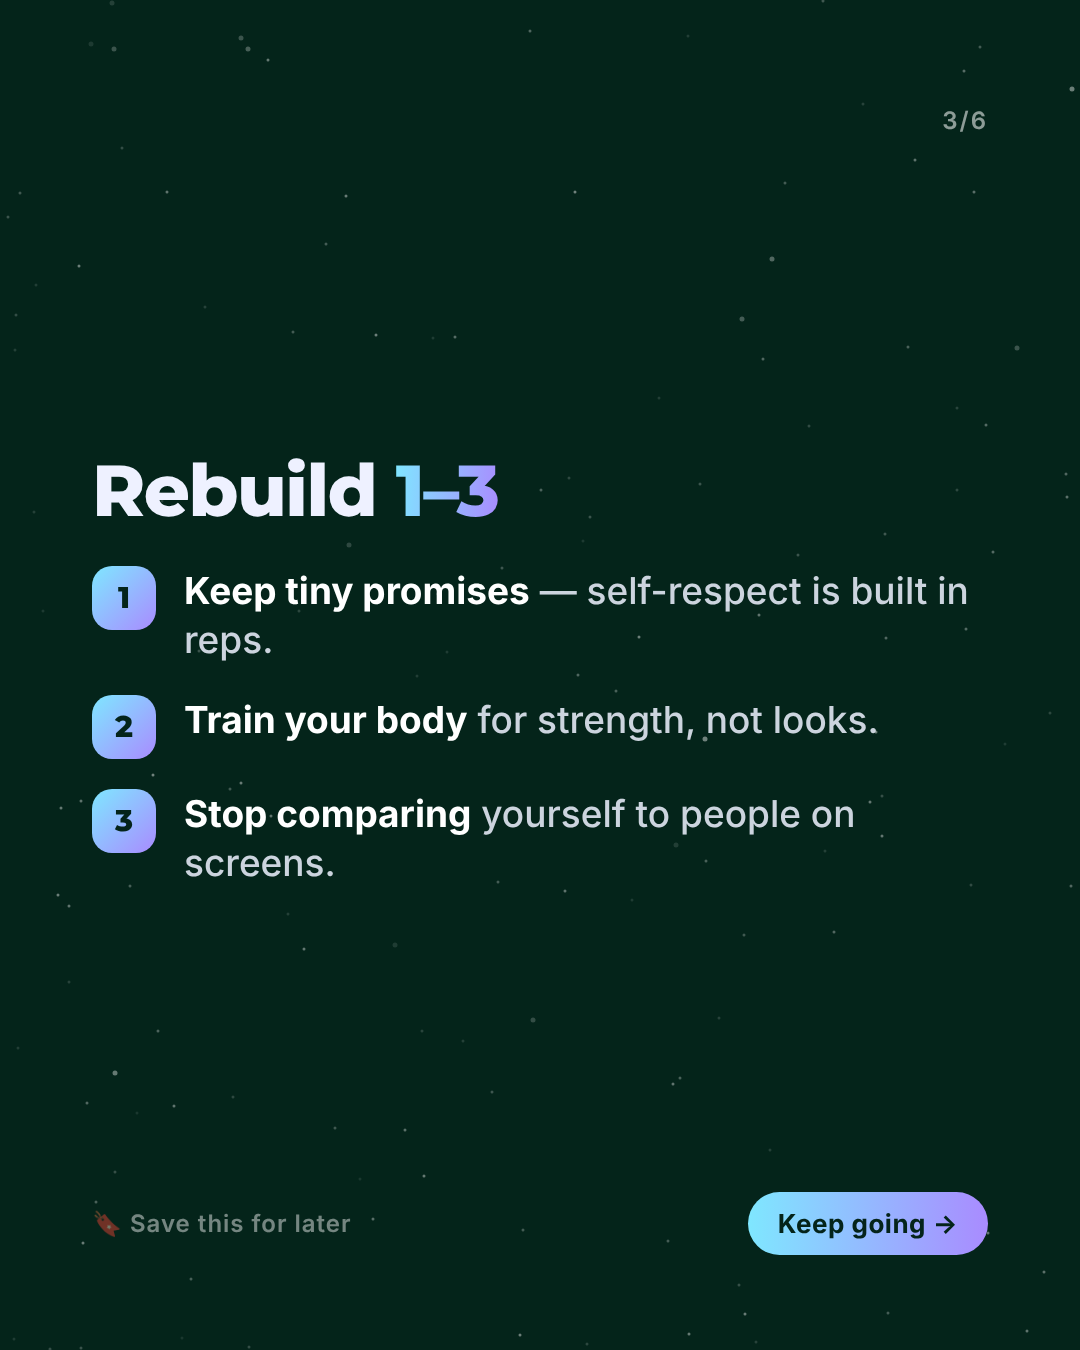 3/6
Rebuild 1–3
1
Keep tiny promises — self-respect is built in
reps.
2
Train your body for strength, not looks.
3
Stop comparing yourself to people on
screens.
Save this for later
Keep going →